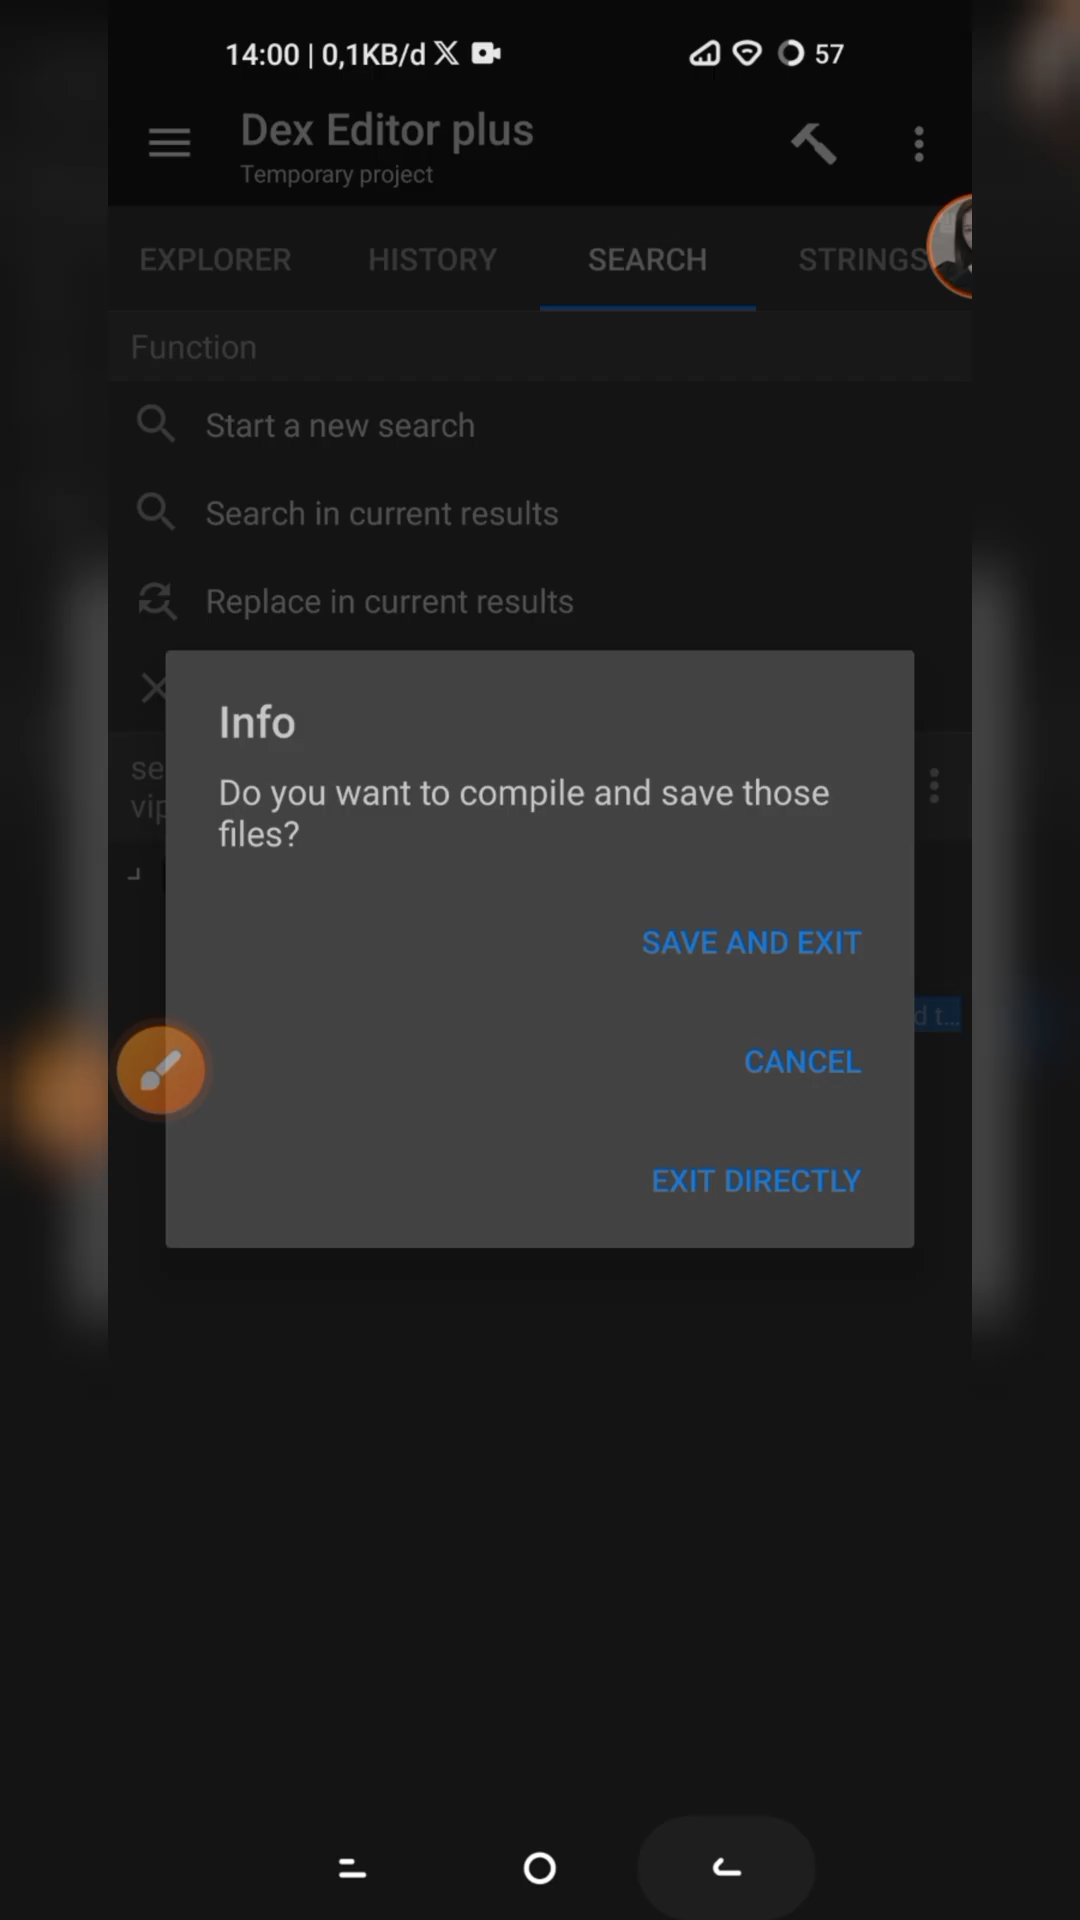 14:00 | 0,1KB/d
57
Dex Editor plus
Temporary project
EXPLORER
HISTORY
SEARCH
STRINGS
Function
Start a new search
Search in current results
Replace in current results
Info
Do you want to compile and save those
files?
se
vip
SAVE AND EXIT
d t...
CANCEL
EXIT DIRECTLY